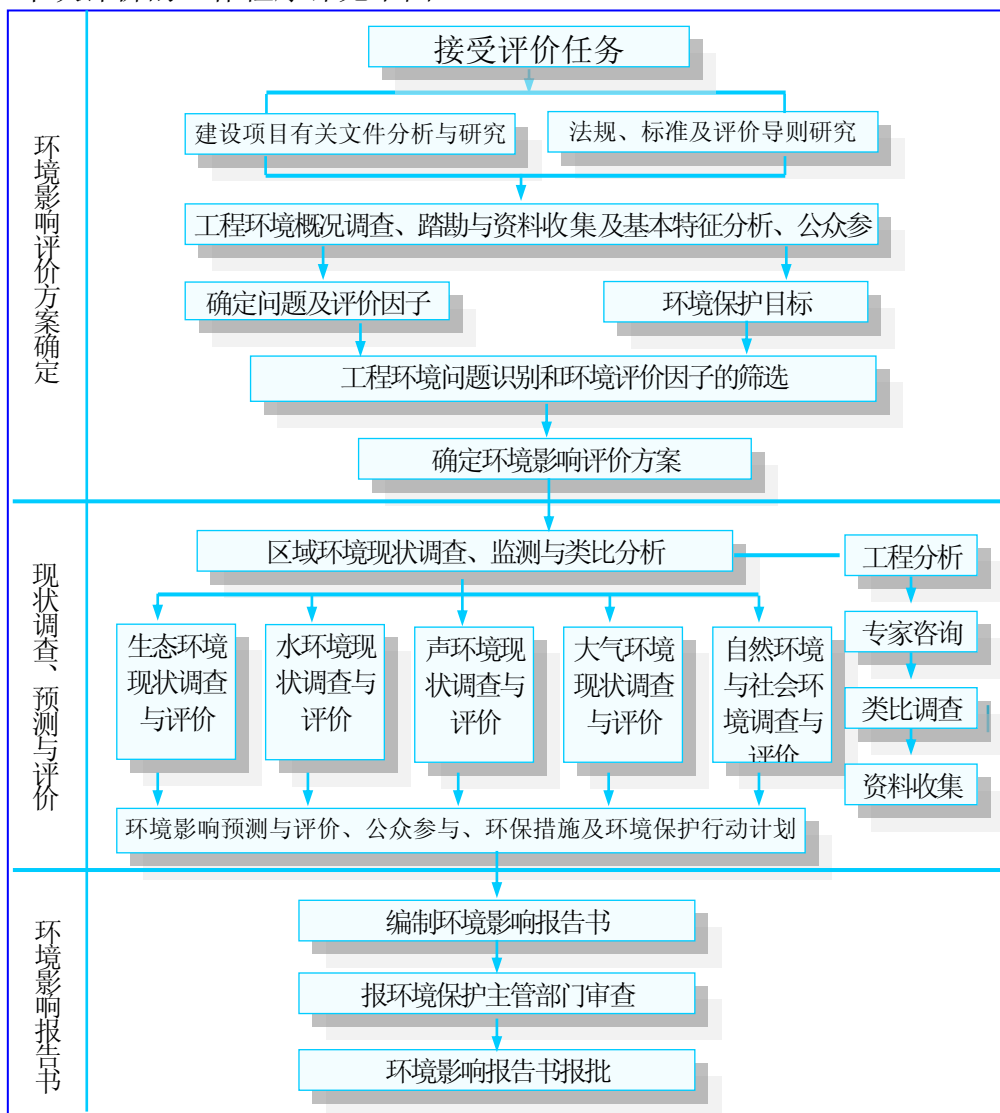 接受评价任务
建设项目有关文件分析与研究
法规、标准及评价导则研究
工程环境概况调查、踏勘与资料收集及基本特征分析、公众参
确定问题及评价因子
环境保护目标
工程环境问题识别和环境评价因子的筛选
确定环境影响评价方案
环境影响评价方案确定
区域环境现状调查、监测与类比分析
工程分析
专家咨询
类比调查
资料收集
生态环境
现状调查
与评价
水环境现
状调查与
评价
声环境现
状调查与
评价
大气环境
现状调查
与评价
自然环境
与社会环
境调查与
评价
环境影响预测与评价、公众参与、环保措施及环境保护行动计划
现状调查、预测与评价
编制环境影响报告书
报环境保护主管部门审查
环境影响报告书报批
环境影响报告书